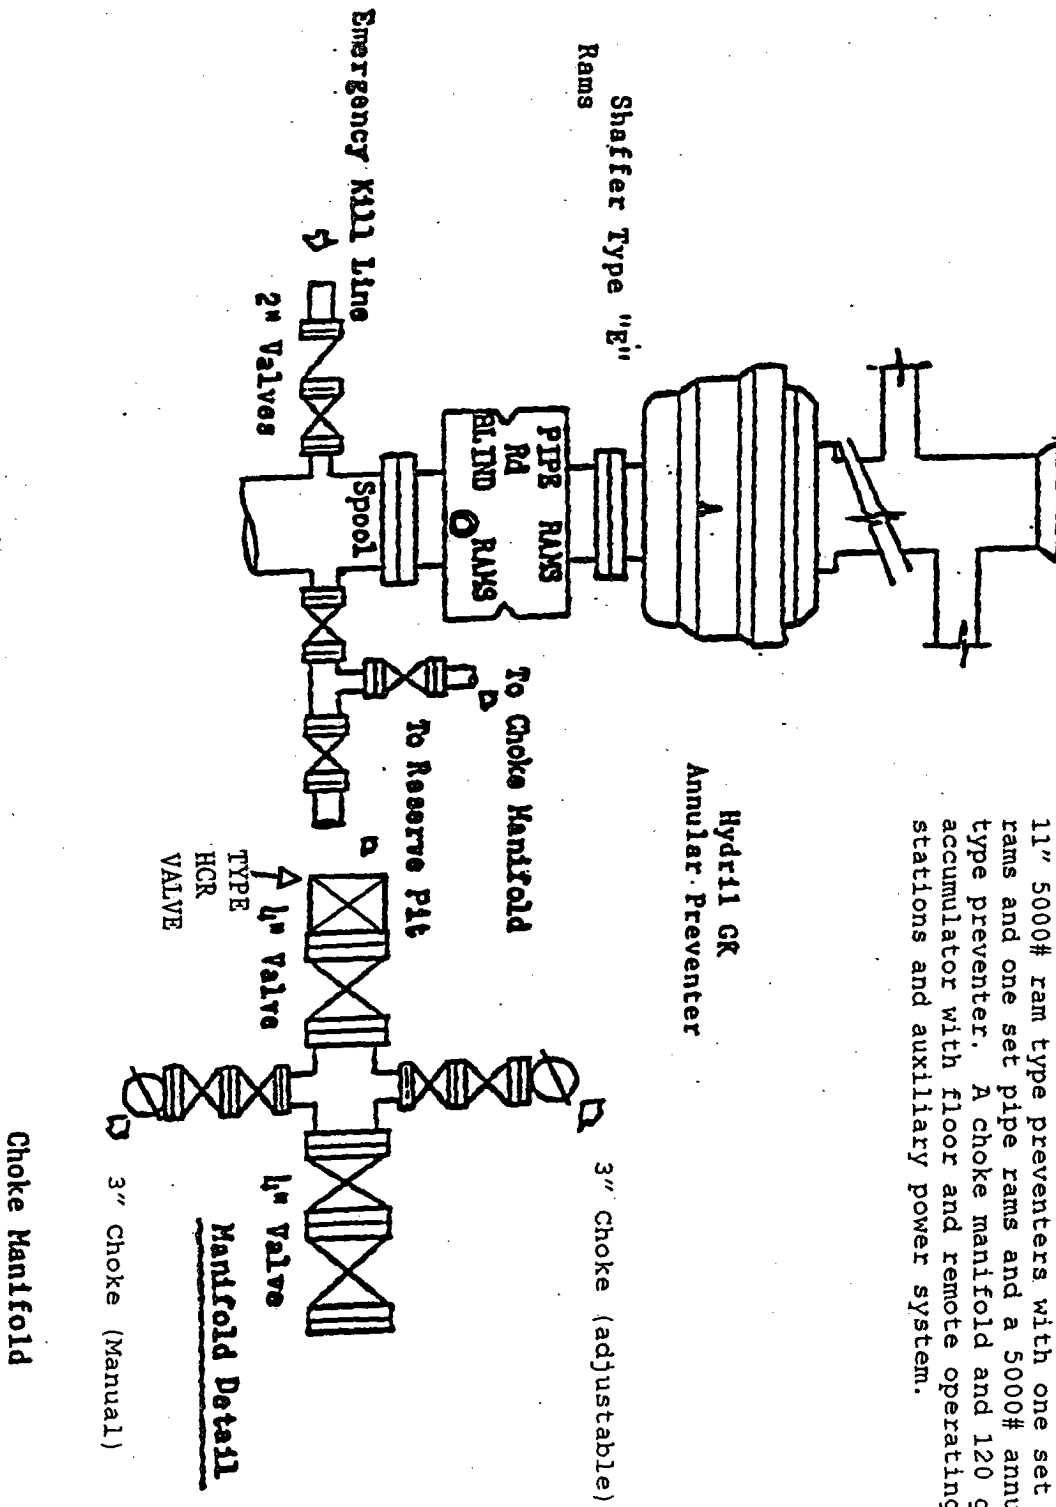 11" 5000# ram type preventers with one set
rams and one set pipe rams and a 5000#
type preventer. A choke manifold and 120
accumulator with floor and remote operating
stations and auxiliary power system.
Shaffer Type "E"
Rams
Hydril GK
Annular Preventer
PIPE RAMS
Rd
BLIND RAMS
Spool
Emergency Kill Line
2" Valves
To Choke Manifold
To Reserve Pit
TYPE
HCR
VALVE
4" Valve
4" Valve
3" Choke (adjustable)
3" Choke (Manual)
Manifold Detail
Choke Manifold